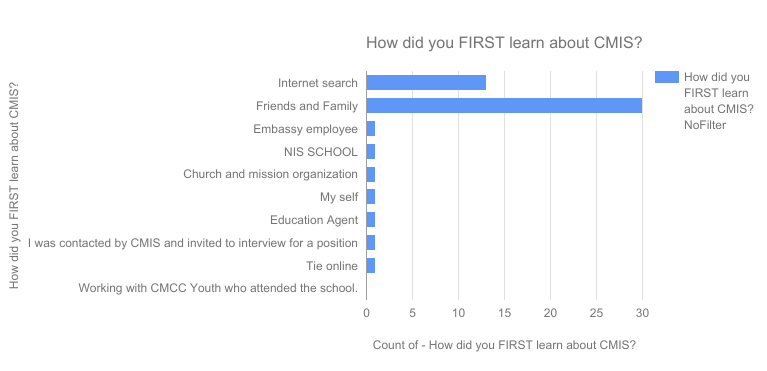 How did you FIRST learn about CMIS?
How did you FIRST learn about CMIS?
Internet search
Friends and Family
Embassy employee
NIS SCHOOL
Church and mission organization
My self
Education Agent
I was contacted by CMIS and invited to interview for a position
Tie online
Working with CMCC Youth who attended the school.
0 5 10 15 20 25 30
Count of - How did you FIRST learn about CMIS?
How did you
FIRST learn
about CMIS?
NoFilter